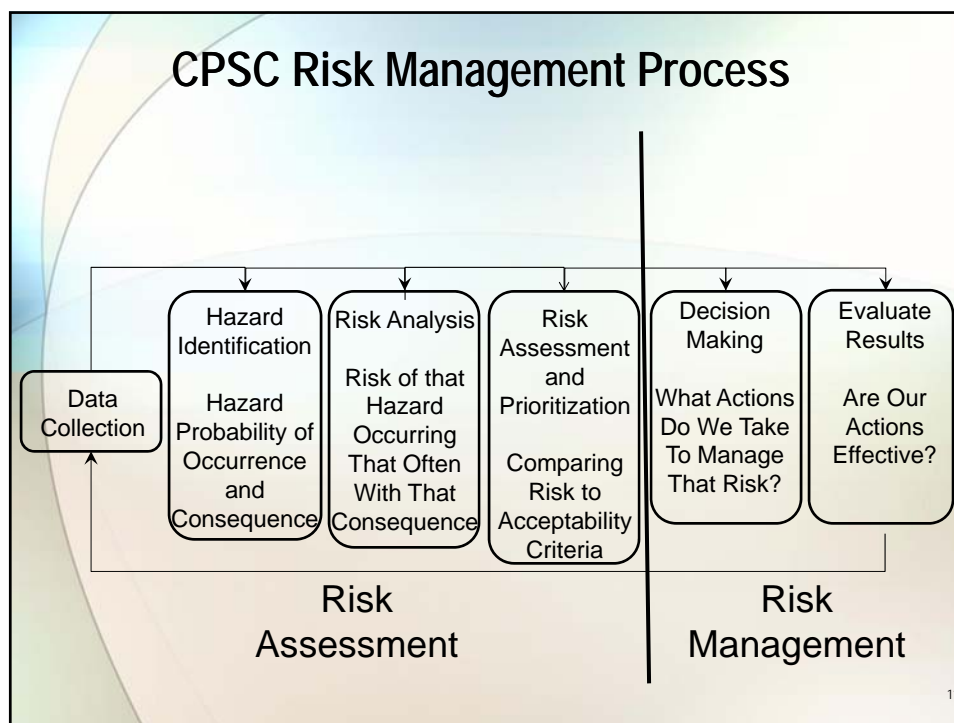 CPSC Risk Management Process
Data
Collection
Hazard
Identification
Hazard
Probability of
Occurrence
and
Consequence
Risk Analysis
Risk of that
Hazard
Occurring
That Often
With That
Consequence
Risk
Assessment
and
Prioritization
Comparing
Risk to
Acceptability
Criteria
Decision
Making
What Actions
Do We Take
To Manage
That Risk?
Evaluate
Results
Are Our
Actions
Effective?
Risk
Assessment
Risk
Management